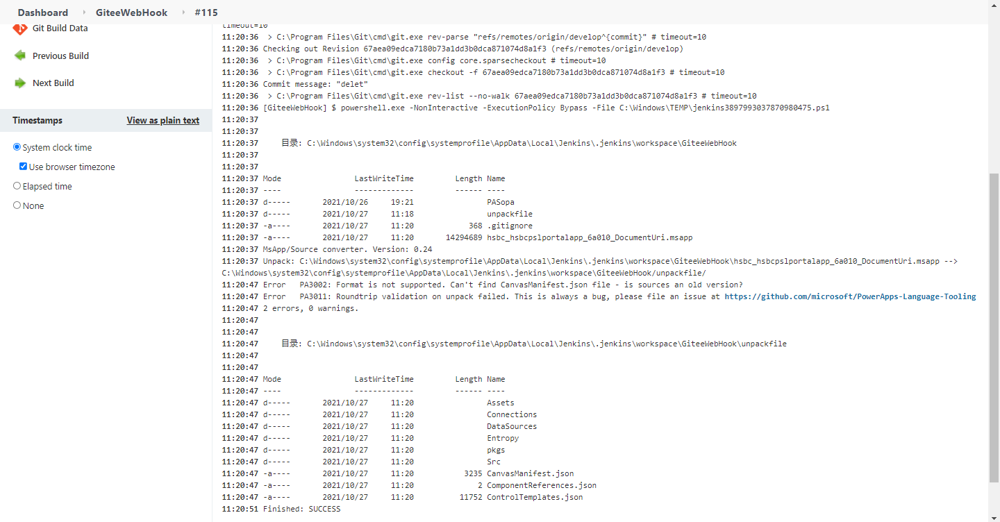 Dashboard GiteeWebHook #115
Git Build Data
Previous Build
Next Build
Timestamps View as plain text
System clock time
Use browser timezone
Elapsed time
None
timeout=10
11:20:36  > C:\Program Files\Git\cmd\git.exe rev-parse "refs/remotes/origin/develop^{commit}" # timeout=10
11:20:36 Checking out Revision 67aea09edca7180b73a1dd3b0dca871074d8a1f3 (refs/remotes/origin/develop)
11:20:36  > C:\Program Files\Git\cmd\git.exe config core.sparsecheckout # timeout=10
11:20:36  > C:\Program Files\Git\cmd\git.exe checkout -f 67aea09edca7180b73a1dd3b0dca871074d8a1f3 # timeout=10
11:20:36 Commit message: "delet"
11:20:36  > C:\Program Files\Git\cmd\git.exe rev-list --no-walk 67aea09edca7180b73a1dd3b0dca871074d8a1f3 # timeout=10
11:20:36 [GiteeWebHook] $ powershell.exe -NonInteractive -ExecutionPolicy Bypass -File C:\Windows\TEMP\jenkins3897993037870980475.ps1
11:20:37
11:20:37
11:20:37     目录: C:\Windows\system32\config\systemprofile\AppData\Local\Jenkins\.jenkins\workspace\GiteeWebHook
11:20:37
11:20:37
11:20:37 Mode                LastWriteTime         Length Name
11:20:37 ----                -------------         ------ ----
11:20:37 d-----       2021/10/26     19:21                PASopa
11:20:37 d-----       2021/10/27     11:18                unpackfile
11:20:37 -a----       2021/10/27     11:20            368 .gitignore
11:20:37 -a----       2021/10/27     11:20       14294689 hsbc_hsbcpslportalapp_6a010_DocumentUri.msapp
11:20:37 MsApp/Source converter. Version: 0.24
11:20:37 Unpack: C:\Windows\system32\config\systemprofile\AppData\Local\Jenkins\.jenkins\workspace\GiteeWebHook\hsbc_hsbcpslportalapp_6a010_DocumentUri.msapp -->
C:\Windows\system32\config\systemprofile\AppData\Local\Jenkins\.jenkins\workspace\GiteeWebHook/unpackfile/
11:20:47 Error   PA3002: Format is not supported. Can't find CanvasManifest.json file - is sources an old version?
11:20:47 Error   PA3011: Roundtrip validation on unpack failed. This is always a bug, please file an issue at https://github.com/microsoft/PowerApps-Language-Tooling
11:20:47 2 errors, 0 warnings.
11:20:47
11:20:47
11:20:47     目录: C:\Windows\system32\config\systemprofile\AppData\Local\Jenkins\.jenkins\workspace\GiteeWebHook\unpackfile
11:20:47
11:20:47
11:20:47 Mode                LastWriteTime         Length Name
11:20:47 ----                -------------         ------ ----
11:20:47 d-----       2021/10/27     11:20                Assets
11:20:47 d-----       2021/10/27     11:20                Connections
11:20:47 d-----       2021/10/27     11:20                DataSources
11:20:47 d-----       2021/10/27     11:20                Entropy
11:20:47 d-----       2021/10/27     11:20                pkgs
11:20:47 d-----       2021/10/27     11:20                Src
11:20:47 -a----       2021/10/27     11:20           3235 CanvasManifest.json
11:20:47 -a----       2021/10/27     11:20              2 ComponentReferences.json
11:20:47 -a----       2021/10/27     11:20          11752 ControlTemplates.json
11:20:51 Finished: SUCCESS